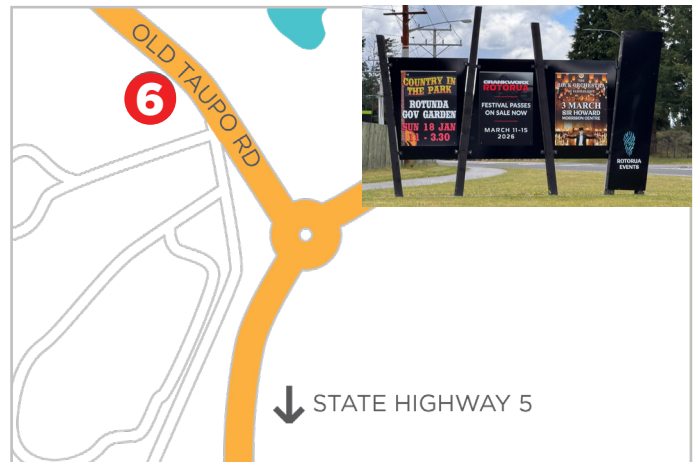 OLD TAUPO RD
6
COUNTRY IN
THE PARK
ROTUNDA
GOV GARDEN
SUN 18 JAN
11 - 3.30
CRANKWORX
ROTORUA
FESTIVAL PASSES
ON SALE NOW
MARCH 11-15
2026
3 MARCH
SIR HOWARD
MORRISON CENTRE
ROTORUA
EVENTS
STATE HIGHWAY 5